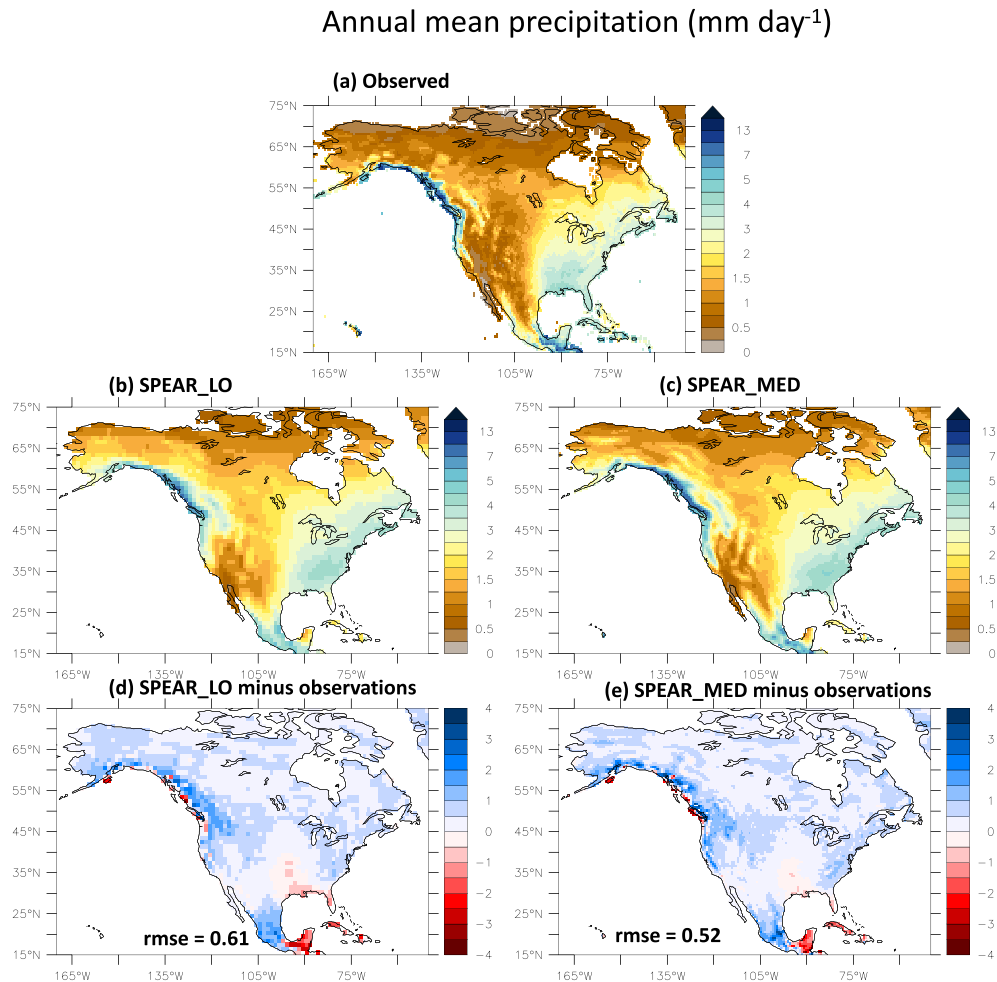 Annual mean precipitation (mm day-1)
(a) Observed
75°N
65°N
55°N
45°N
35°N
25°N
15°N
165°W 135°W 105°W 75°W
13
7
5
4
3
2
1.5
1
0.5
0
(b) SPEAR_LO
75°N
65°N
55°N
45°N
35°N
25°N
15°N
165°W 135°W 105°W 75°W
13
7
5
4
3
2
1.5
1
0.5
0
(c) SPEAR_MED
75°N
65°N
55°N
45°N
35°N
25°N
15°N
165°W 135°W 105°W 75°W
13
7
5
4
3
2
1.5
1
0.5
0
(d) SPEAR_LO minus observations
75°N
65°N
55°N
45°N
35°N
25°N
15°N
rmse = 0.61
165°W 135°W 105°W 75°W
4
3
2
1
0
−1
−2
−3
−4
(e) SPEAR_MED minus observations
75°N
65°N
55°N
45°N
35°N
25°N
15°N
rmse = 0.52
165°W 135°W 105°W 75°W
4
3
2
1
0
−1
−2
−3
−4